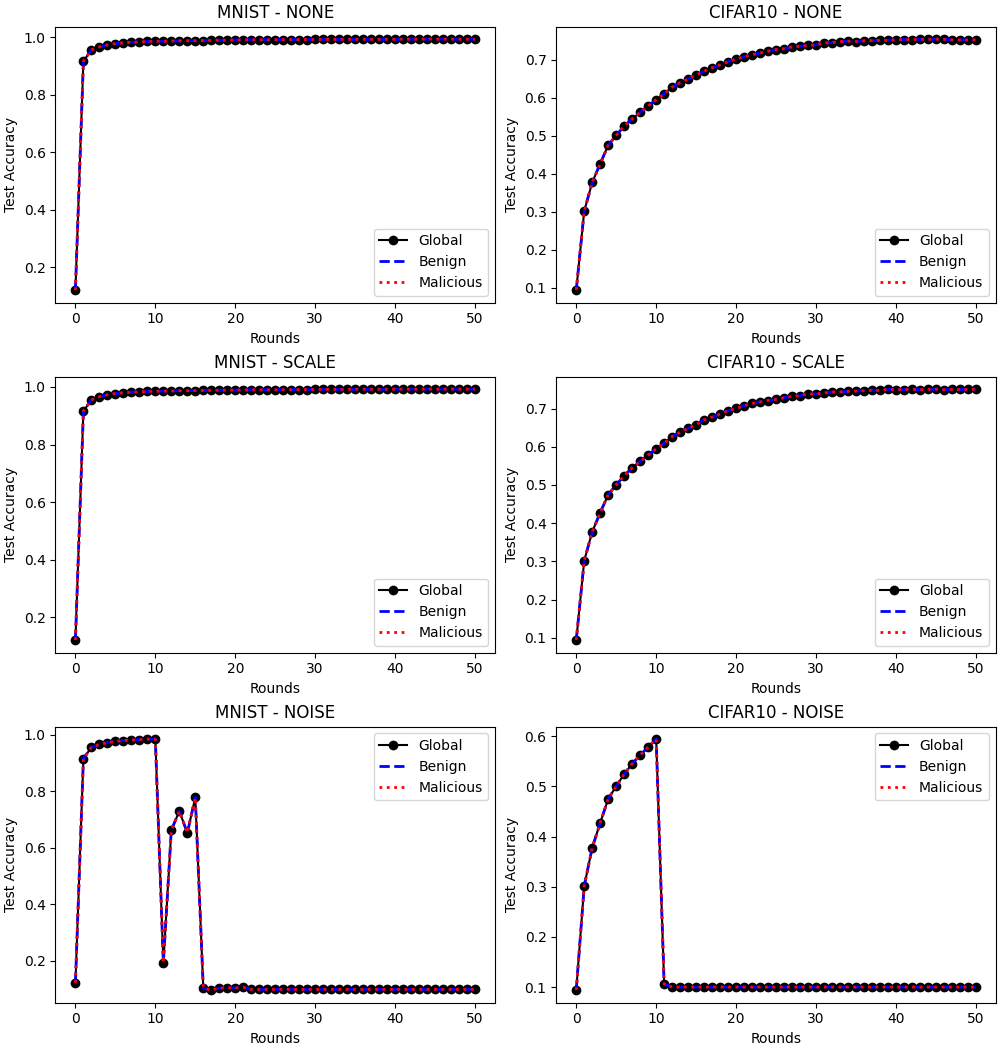 MNIST - NONE
Test Accuracy
1.0
0.8
0.6
0.4
0.2
0 10 20 30 40 50
Rounds
Global
Benign
Malicious
CIFAR10 - NONE
Test Accuracy
0.7
0.6
0.5
0.4
0.3
0.2
0.1
0 10 20 30 40 50
Rounds
Global
Benign
Malicious
MNIST - SCALE
Test Accuracy
1.0
0.8
0.6
0.4
0.2
0 10 20 30 40 50
Rounds
Global
Benign
Malicious
CIFAR10 - SCALE
Test Accuracy
0.7
0.6
0.5
0.4
0.3
0.2
0.1
0 10 20 30 40 50
Rounds
Global
Benign
Malicious
MNIST - NOISE
Test Accuracy
1.0
0.8
0.6
0.4
0.2
0 10 20 30 40 50
Rounds
Global
Benign
Malicious
CIFAR10 - NOISE
Test Accuracy
0.6
0.5
0.4
0.3
0.2
0.1
0 10 20 30 40 50
Rounds
Global
Benign
Malicious